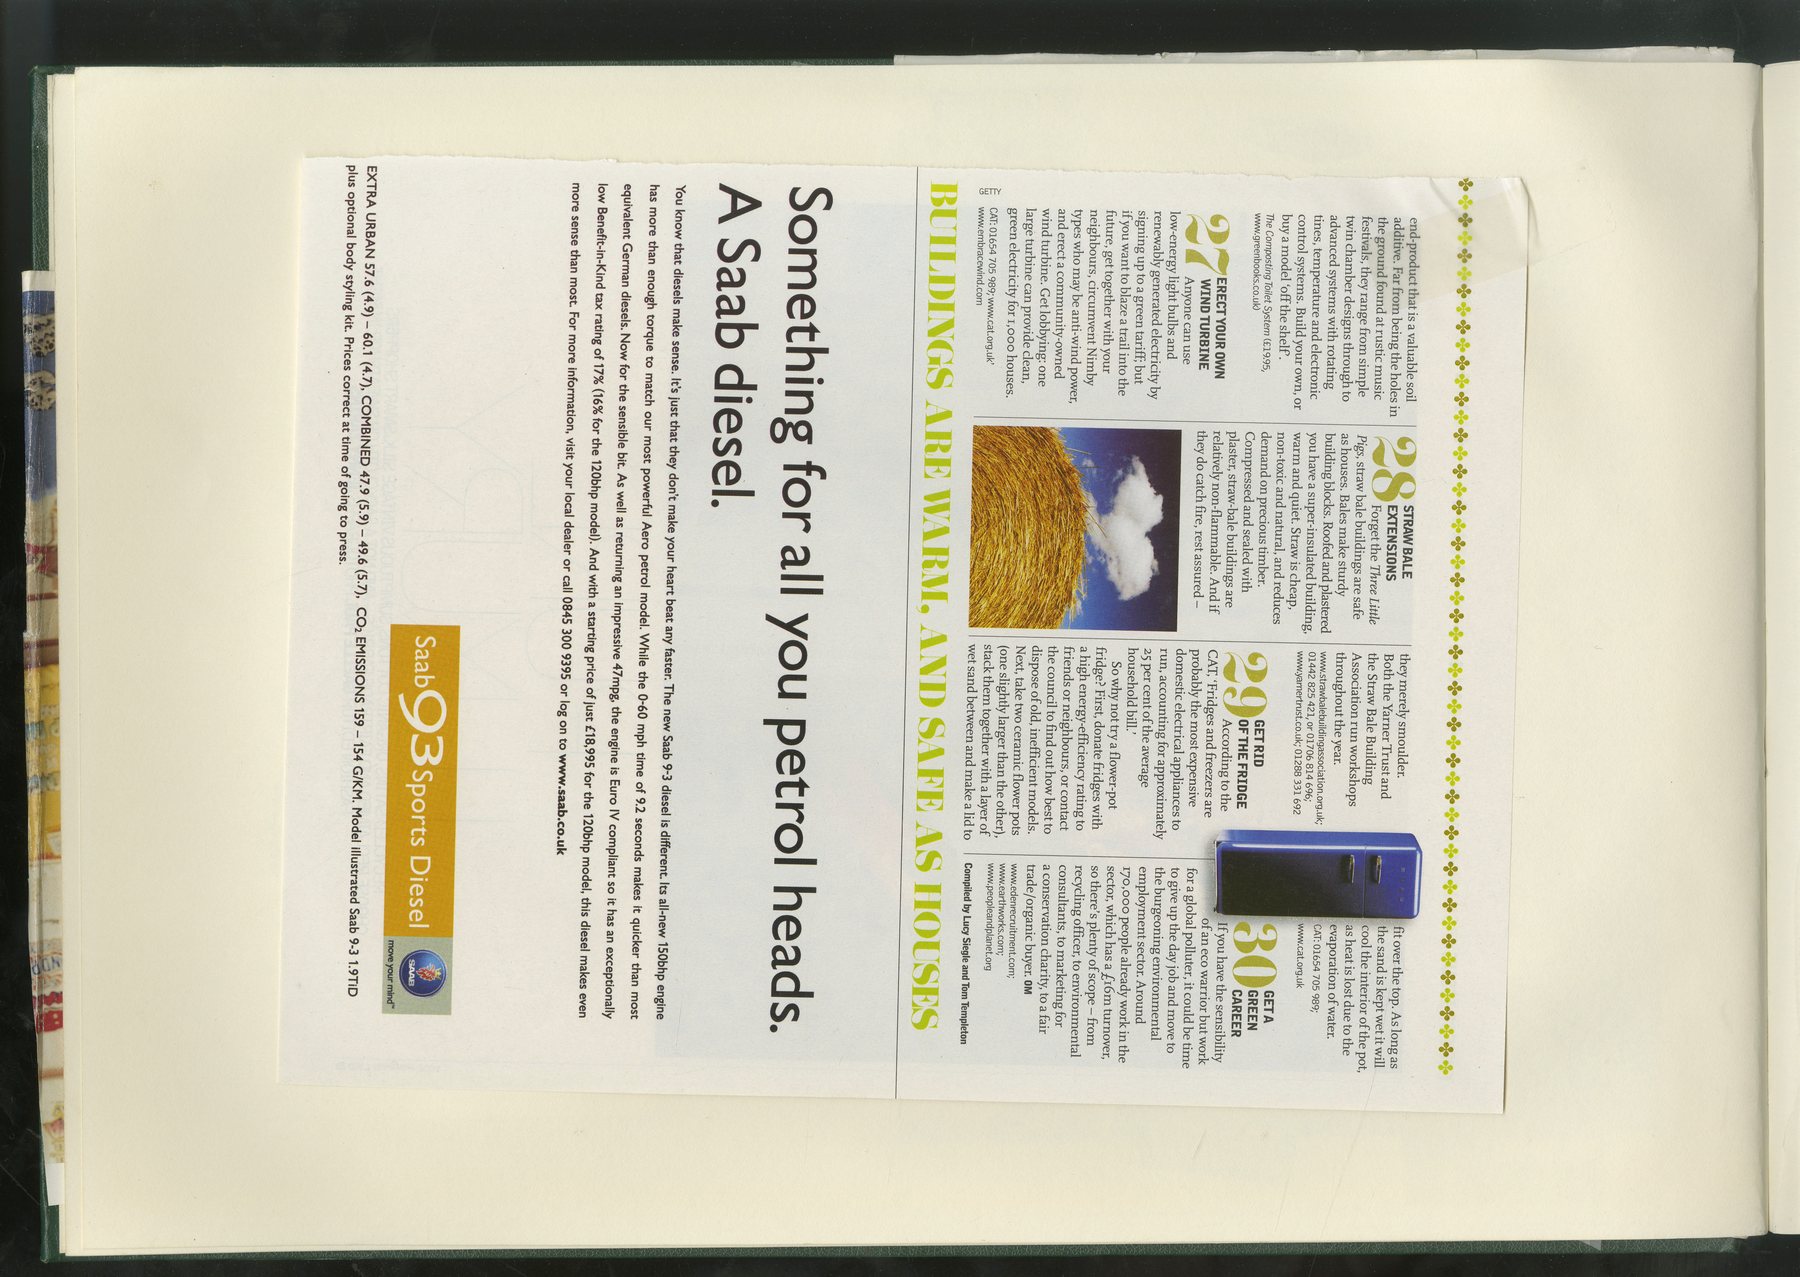 end-product that is a valuable soil
additive. Far from being the holes in
the ground found at rustic music
festivals, they range from simple
twin chamber designs through to
advanced systems with rotating
tines, temperature and electronic
control systems. Build your own, or
buy a model 'off the shelf'.
The Composting Toilet System (£19.95,
www.greenbooks.co.uk)
27 ERECT YOUR OWN
WIND TURBINE
Anyone can use
low-energy light bulbs and
renewably generated electricity by
signing up to a green tariff; but
if you want to blaze a trail into the
future, get together with your
neighbours, circumvent Nimby
types who may be anti-wind power,
and erect a community-owned
wind turbine. Get lobbying: one
large turbine can provide clean,
green electricity for 1,000 houses.
CAT: 01654 705 989; www.cat.org.uk'
www.embracewind.com
GETTY
28 STRAW BALE
EXTENSIONS
Forget the Three Little
Pigs, straw bale buildings are safe
as houses. Bales make sturdy
building blocks. Roofed and plastered
you have a super-insulated building,
warm and quiet. Straw is cheap,
non-toxic and natural, and reduces
demand on precious timber.
Compressed and sealed with
plaster, straw-bale buildings are
relatively non-flammable. And if
they do catch fire, rest assured –
they merely smoulder.
Both the Yarner Trust and
the Straw Bale Building
Association run workshops
throughout the year.
www.strawbalebuildingassociation.org.uk;
01442 825 421, or 01706 814 696;
www.yarnertrust.co.uk; 01288 331 692
29 GET RID
OF THE FRIDGE
According to the
CAT, 'Fridges and freezers are
probably the most expensive
domestic electrical appliances to
run, accounting for approximately
25 per cent of the average
household bill.'
So why not try a flower-pot
fridge? First, donate fridges with
a high energy-efficiency rating to
friends or neighbours, or contact
the council to find out how best to
dispose of old, inefficient models.
Next, take two ceramic flower pots
(one slightly larger than the other),
stack them together with a layer of
wet sand between and make a lid to
fit over the top. As long as
the sand is kept wet it will
cool the interior of the pot,
as heat is lost due to the
evaporation of water.
CAT: 01654 705 989;
www.cat.org.uk
30 GET A
GREEN
CAREER
If you have the sensibility
of an eco warrior but work
for a global polluter, it could be time
to give up the day job and move to
the burgeoning environmental
employment sector. Around
170,000 people already work in the
sector, which has a £16m turnover,
so there's plenty of scope – from
recycling officer, to environmental
consultants, to marketing for
a conservation charity, to a fair
trade/organic buyer. OM
www.edenrecruitment.com;
www.earthworks.com;
www.peopleandplanet.org
Compiled by Lucy Siegle and Tom Templeton
BUILDINGS ARE WARM, AND SAFE AS HOUSES
Something for all you petrol heads.
A Saab diesel.
You know that diesels make sense. It's just that they don't make your heart beat any faster. The new Saab 9-3 diesel is different. Its all-new 150bhp engine
has more than enough torque to match our most powerful Aero petrol model. While the 0-60 mph time of 9.2 seconds makes it quicker than most
equivalent German diesels. Now for the sensible bit. As well as returning an impressive 47mpg, the engine is Euro IV compliant so it has an exceptionally
low Benefit-in-Kind tax rating of 17% (16% for the 120bhp model). And with a starting price of just £18,995 for the 120bhp model, this diesel makes even
more sense than most. For more information, visit your local dealer or call 0845 300 9395 or log on to www.saab.co.uk
Saab 93 Sports Diesel
SAAB
move your mind™
EXTRA URBAN 57.6 (4.9) – 60.1 (4.7), COMBINED 47.9 (5.9) – 49.6 (5.7), CO2 EMISSIONS 159 – 154 G/KM. Model illustrated Saab 9-3 1.9TiD
plus optional body styling kit. Prices correct at time of going to press.